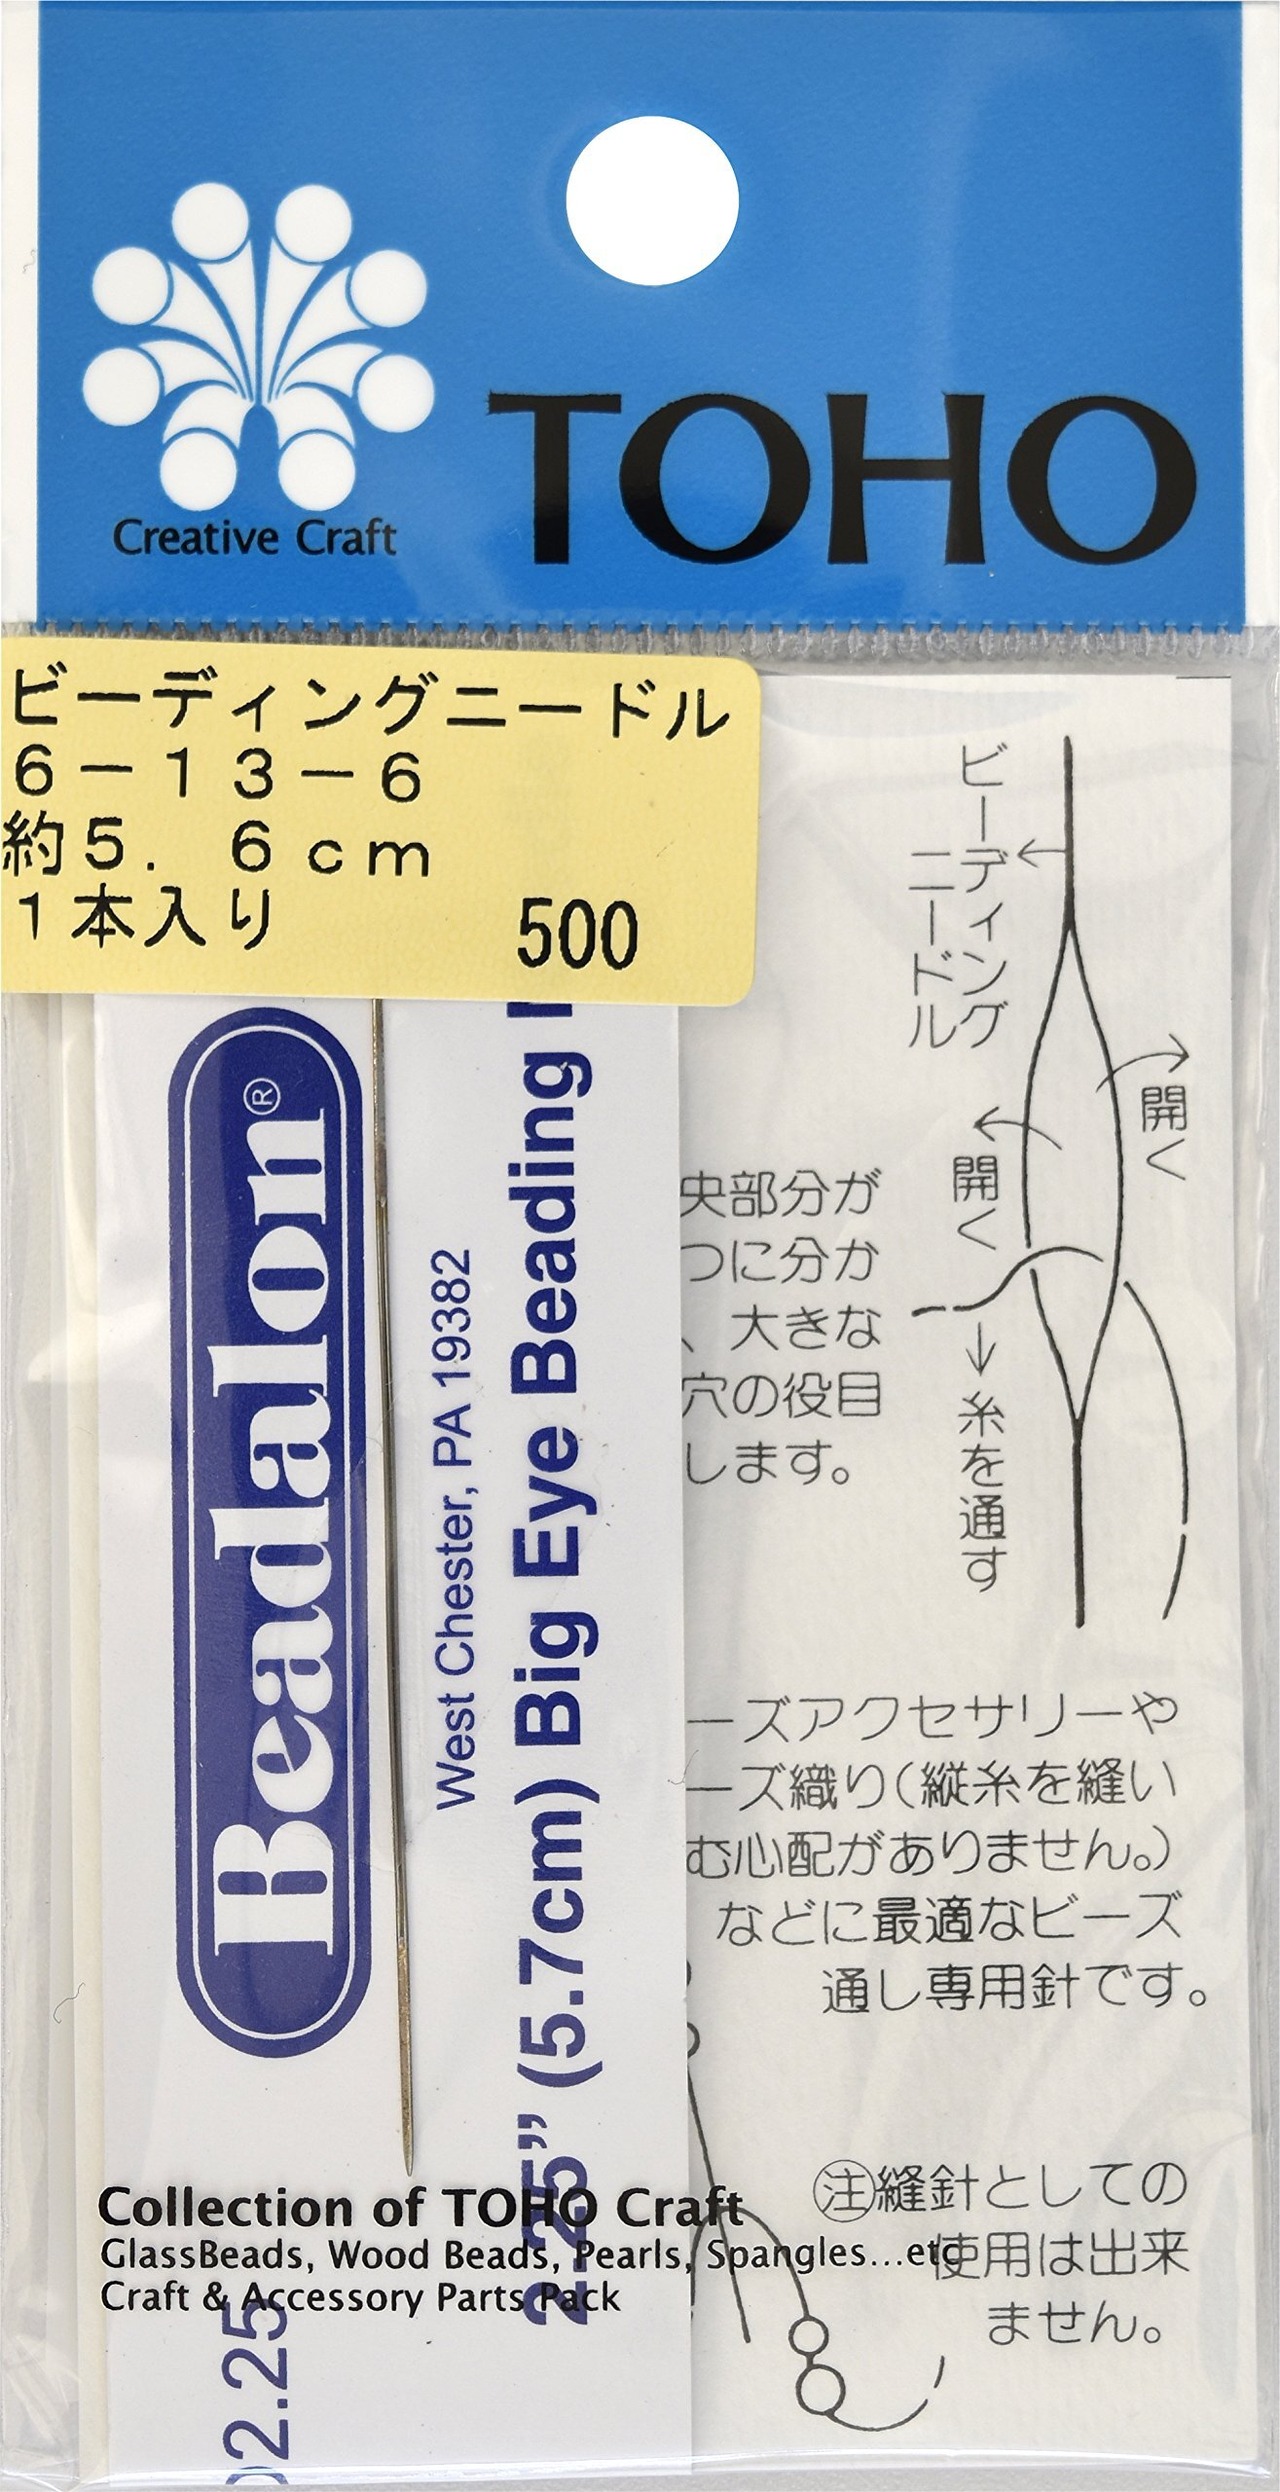 Creative Craft
TOHO
ビーディングニードル
6-13-6
約5.6cm
1本入り
500
Beadalon®
West Chester, PA 19382
2.25” (5.7cm) Big Eye Beading
02.25
ビーディング
ニードル
開く
開く
糸を通す
央部分が
つに分か
、大きな
穴の役目
します。
ーズアクセサリーや
ーズ織り(縦糸を縫い
む心配がありません。)
などに最適なビーズ
通し専用針です。
注縫針としての
使用は出来
ません。
Collection of TOHO Craft
GlassBeads, Wood Beads, Pearls, Spangles...etc
Craft & Accessory Parts Pack